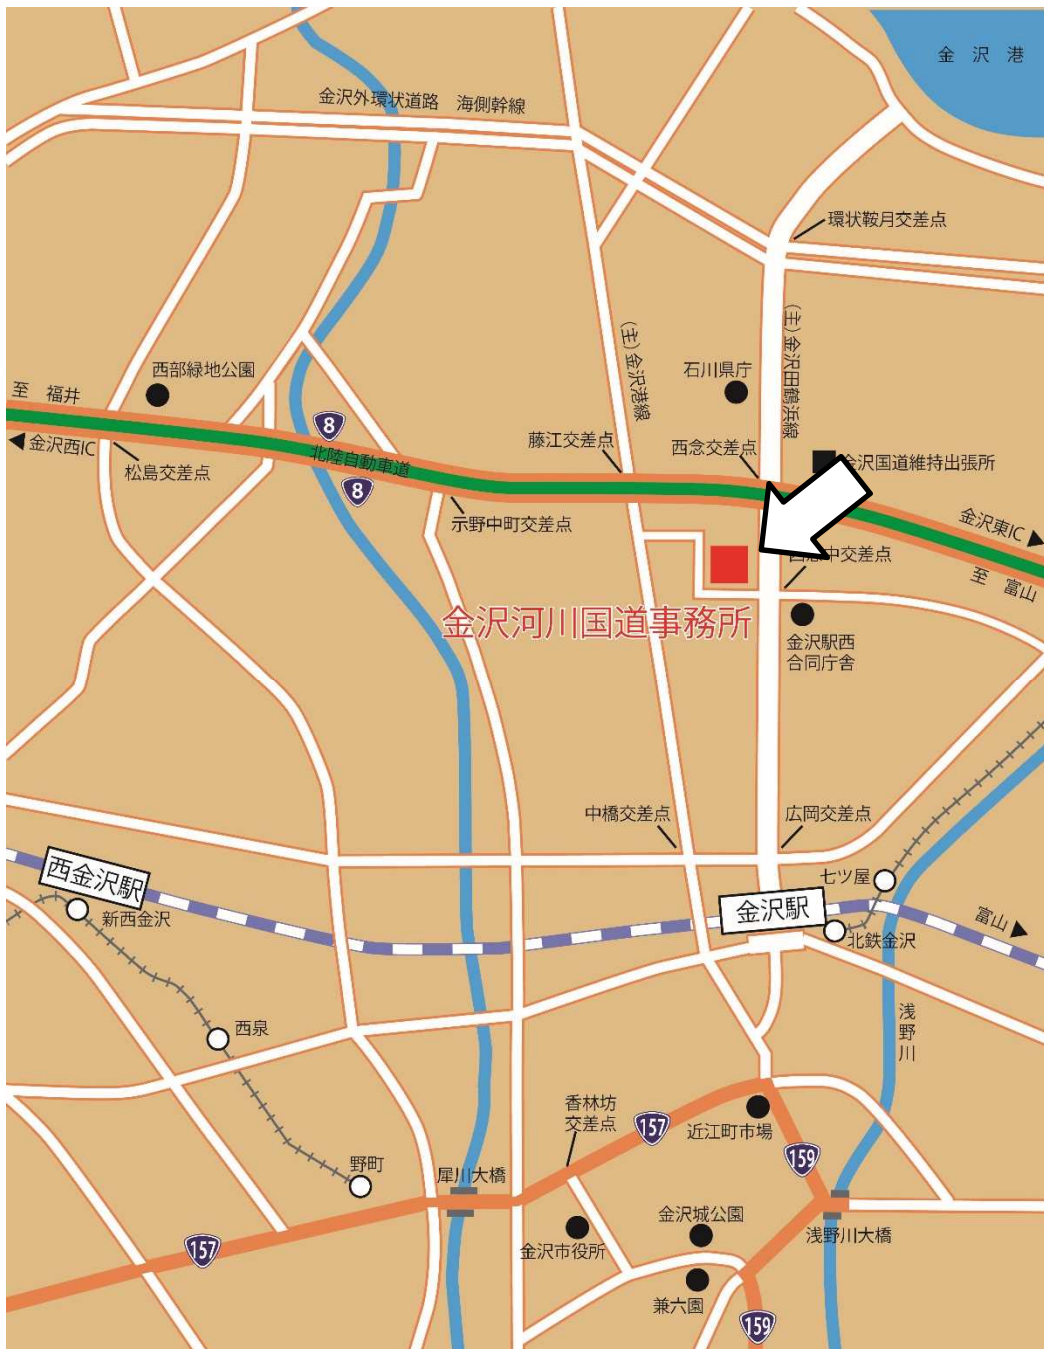 金 沢 港
金沢外環状道路 海側幹線
環状鞍月交差点
(主)金沢港線
(主)金沢田鶴浜線
石川県庁
西部緑地公園
至 福井
金沢西IC
松島交差点
8
北陸自動車道
8
藤江交差点
西念交差点
金沢国道維持出張所
示野中町交差点
金沢東IC
至 富山
金沢河川国道事務所
金沢駅西
合同庁舎
中橋交差点
広岡交差点
七ツ屋
西金沢駅
新西金沢
金沢駅
北鉄金沢
富山
浅野川
西泉
香林坊
交差点
157
近江町市場
159
野町
犀川大橋
金沢城公園
金沢市役所
浅野川大橋
157
兼六園
159